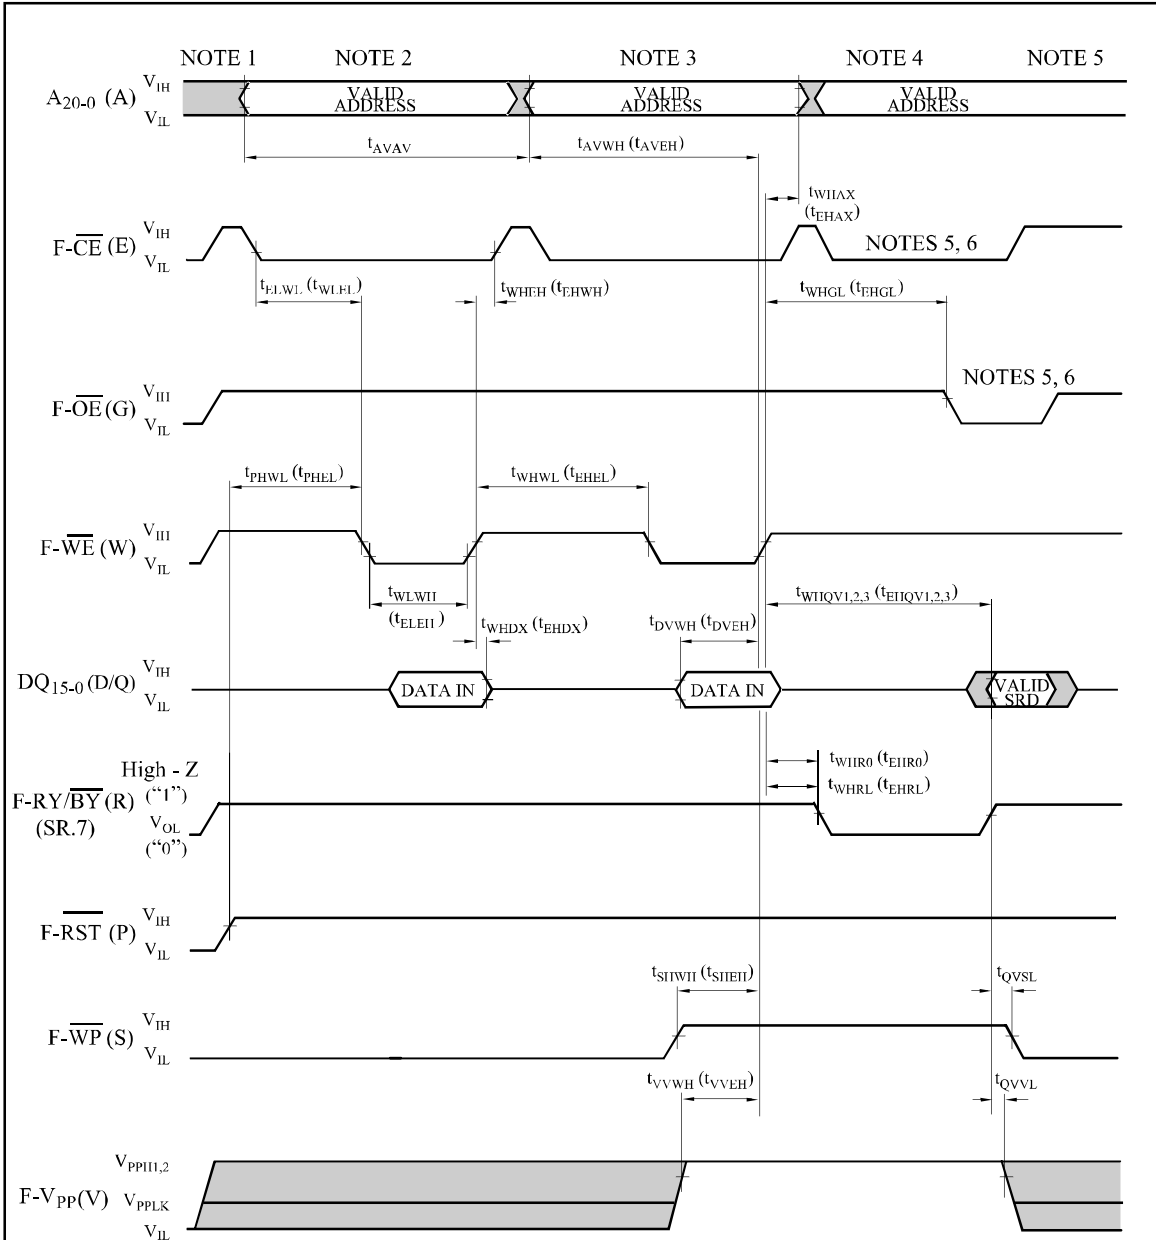 NOTE 1 NOTE 2 NOTE 3 NOTE 4 NOTE 5
A20-0 (A) VIH VIL
VALID ADDRESS
VALID ADDRESS
VALID ADDRESS
tAVAV
tAVWH (tAVEH)
tWHAX
(tEHAX)
F-CE (E) VIH VIL
NOTES 5, 6
tELWL (tWLEL)
tWHEH (tEHWH)
tWHGL (tEHGL)
F-OE (G) VIH VIL
NOTES 5, 6
tPHWL (tPHEL)
tWHWL (tEHEL)
F-WE (W) VIH VIL
tWLWH
(tELEH)
tWHQV1,2,3 (tEHQV1,2,3)
tWHDX (tEHDX)
tDVWH (tDVEH)
DQ15-0 (D/Q) VIH VIL
DATA IN
DATA IN
VALID SRD
tWHR0 (tEHR0)
tWHRL (tEHRL)
High - Z
("1")
F-RY/BY (R)
(SR.7)
VOL
("0")
F-RST (P) VIH VIL
tSHWH (tSHEH)
tQVSL
F-WP (S) VIH VIL
tVVWH (tVVEH)
tQVVL
F-VPP(V) VPPH1,2 VPPLK VIL